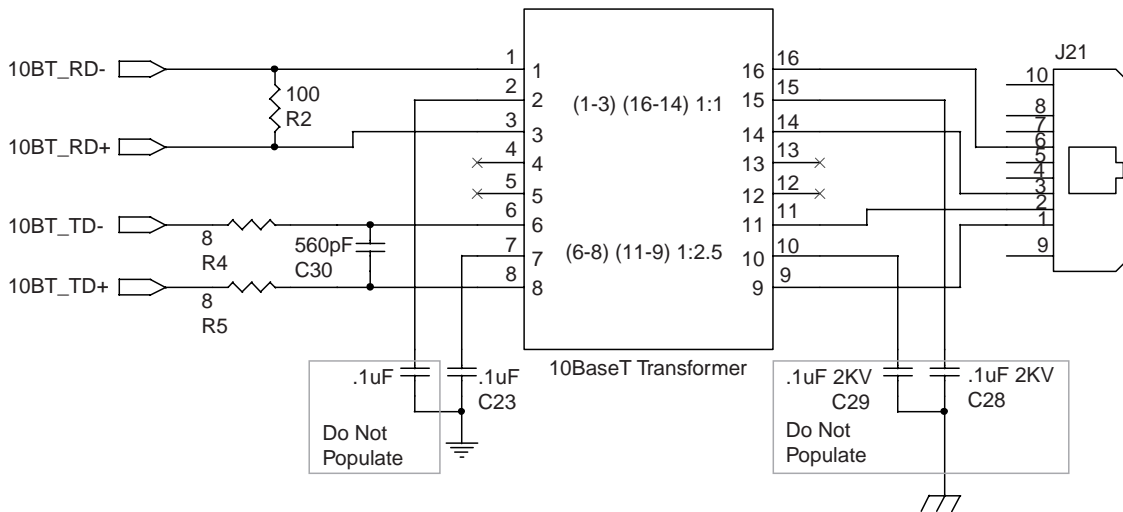 J21
10BT_RD-
1
1
16
16
10
2
2
15
15
100
R2
(1-3) (16-14) 1:1
8
7
6
5
4
3
2
1
9
3
3
14
14
10BT_RD+
4
4
13
13
5
5
12
12
10BT_TD-
6
6
11
11
8
R4
560pF
C30
7
7
(6-8) (11-9) 1:2.5
10
10
10BT_TD+
8
8
9
9
8
R5
10BaseT Transformer
.1uF
.1uF
C23
Do Not
Populate
.1uF 2KV
C29
.1uF 2KV
C28
Do Not
Populate